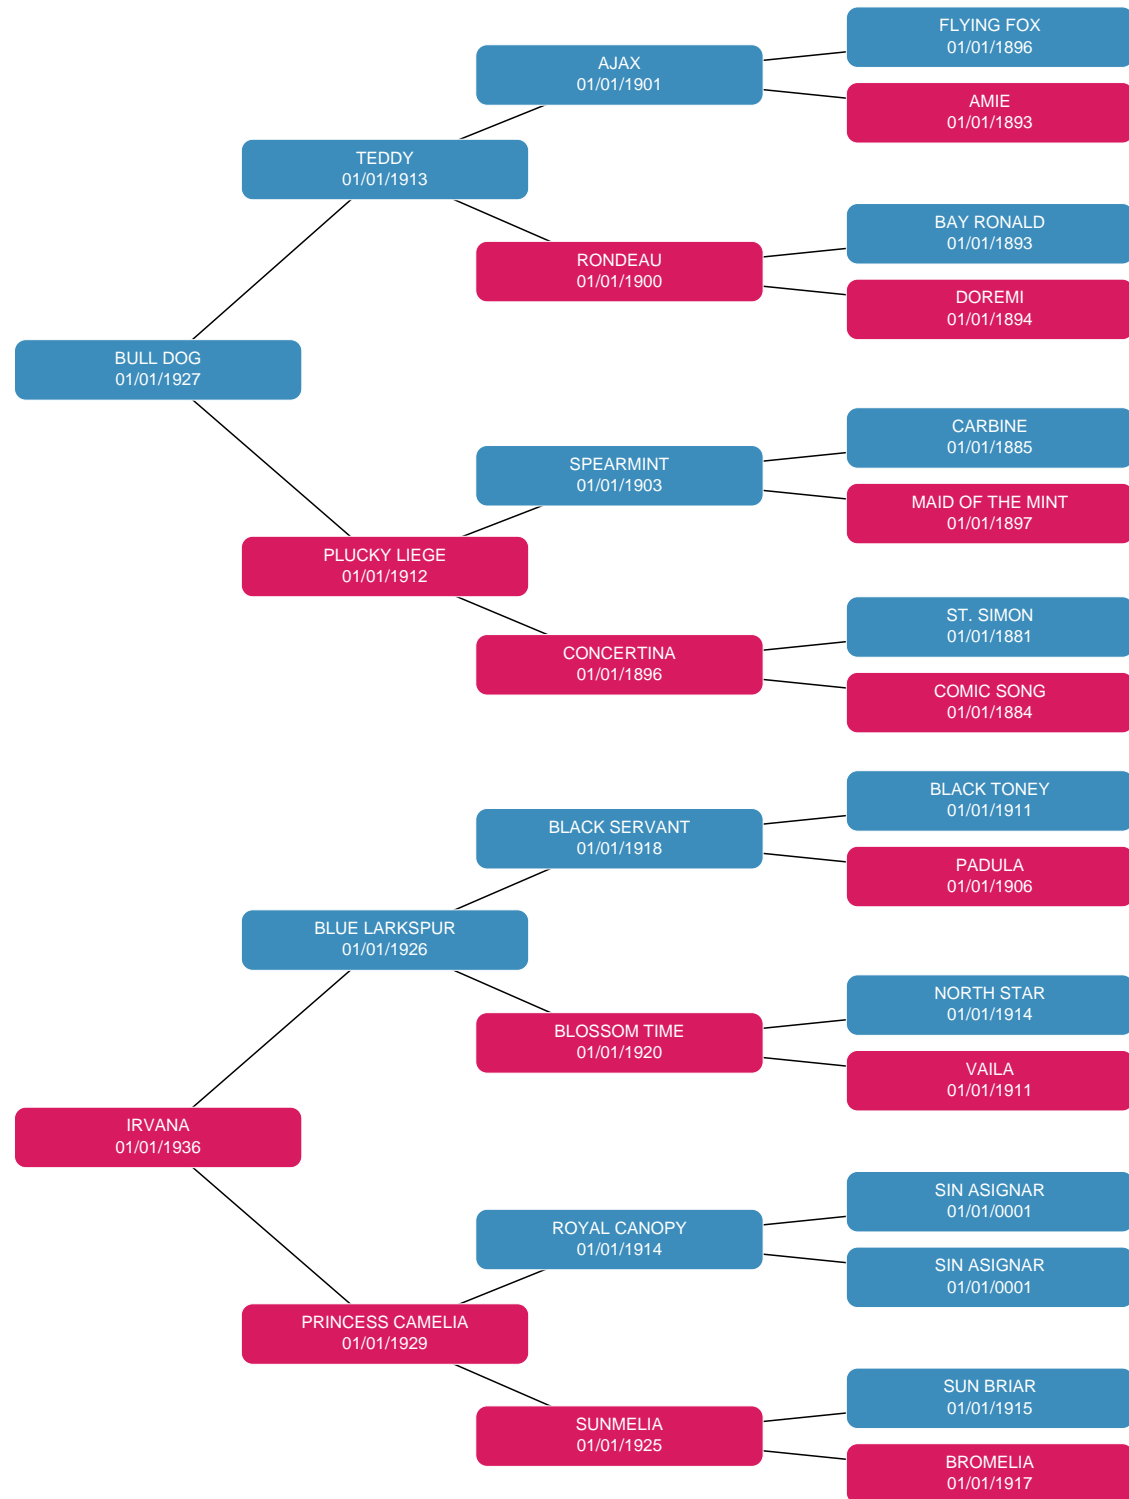 FLYING FOX
01/01/1896
AJAX
01/01/1901
AMIE
01/01/1893
TEDDY
01/01/1913
BAY RONALD
01/01/1893
RONDEAU
01/01/1900
DOREMI
01/01/1894
BULL DOG
01/01/1927
CARBINE
01/01/1885
SPEARMINT
01/01/1903
MAID OF THE MINT
01/01/1897
PLUCKY LIEGE
01/01/1912
ST. SIMON
01/01/1881
CONCERTINA
01/01/1896
COMIC SONG
01/01/1884
BLACK TONEY
01/01/1911
BLACK SERVANT
01/01/1918
PADULA
01/01/1906
BLUE LARKSPUR
01/01/1926
NORTH STAR
01/01/1914
BLOSSOM TIME
01/01/1920
VAILA
01/01/1911
IRVANA
01/01/1936
SIN ASIGNAR
01/01/0001
ROYAL CANOPY
01/01/1914
SIN ASIGNAR
01/01/0001
PRINCESS CAMELIA
01/01/1929
SUN BRIAR
01/01/1915
SUNMELIA
01/01/1925
BROMELIA
01/01/1917